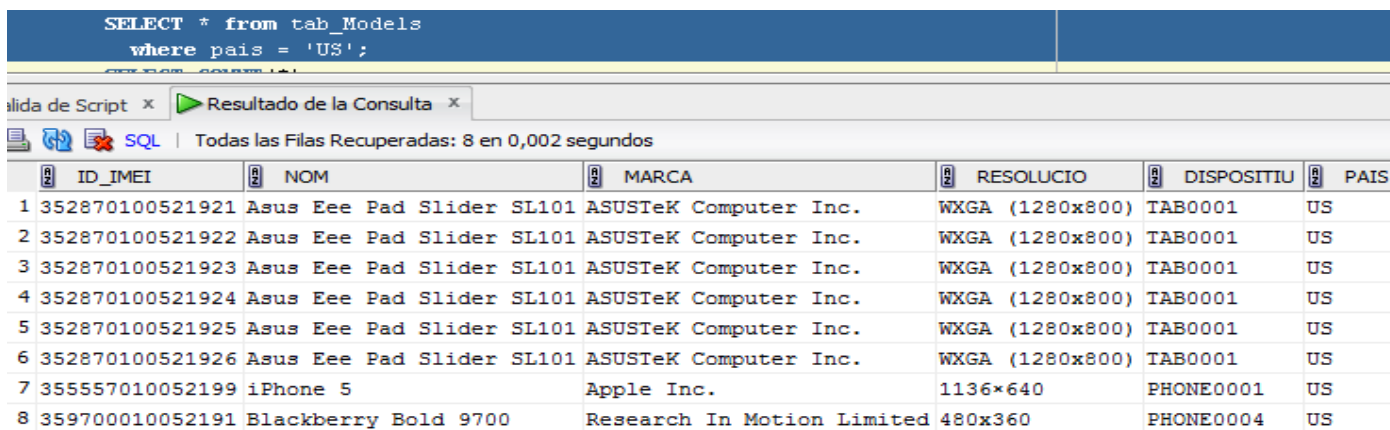 SELECT * from tab_Models
where pais = 'US';
alida de Script x Resultado de la Consulta x
SQL | Todas las Filas Recuperadas: 8 en 0,002 segundos
ID_IMEI NOM MARCA RESOLUCIO DISPOSITIU PAIS
1 352870100521921 Asus Eee Pad Slider SL101 ASUSTeK Computer Inc. WXGA (1280x800) TAB0001 US
2 352870100521922 Asus Eee Pad Slider SL101 ASUSTeK Computer Inc. WXGA (1280x800) TAB0001 US
3 352870100521923 Asus Eee Pad Slider SL101 ASUSTeK Computer Inc. WXGA (1280x800) TAB0001 US
4 352870100521924 Asus Eee Pad Slider SL101 ASUSTeK Computer Inc. WXGA (1280x800) TAB0001 US
5 352870100521925 Asus Eee Pad Slider SL101 ASUSTeK Computer Inc. WXGA (1280x800) TAB0001 US
6 352870100521926 Asus Eee Pad Slider SL101 ASUSTeK Computer Inc. WXGA (1280x800) TAB0001 US
7 355557010052199 iPhone 5 Apple Inc. 1136×640 PHONE0001 US
8 359700010052191 Blackberry Bold 9700 Research In Motion Limited 480x360 PHONE0004 US